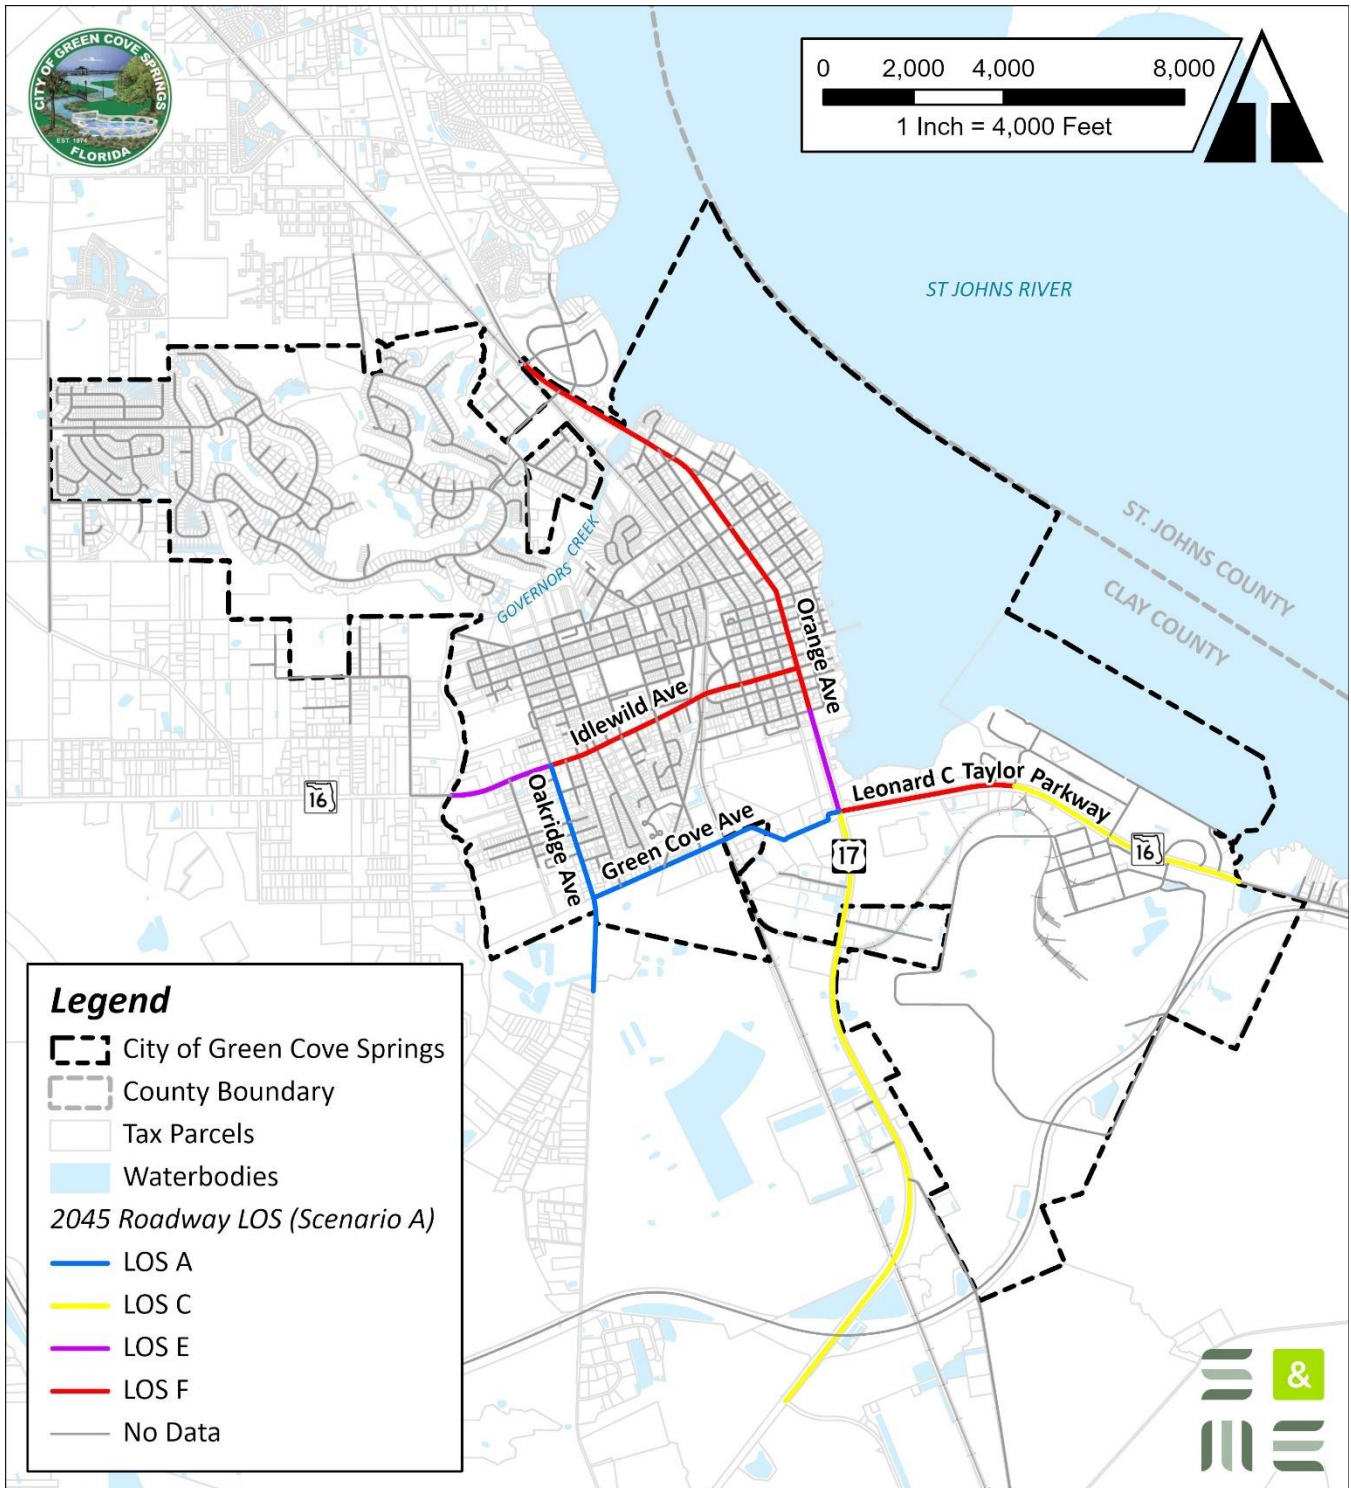 CITY OF GREEN COVE SPRINGS
EST. 1874
FLORIDA
0 2,000 4,000 8,000
1 Inch = 4,000 Feet
ST JOHNS RIVER
ST. JOHNS COUNTY
CLAY COUNTY
GOVERNORS CREEK
Orange Ave
Idlewild Ave
Oakridge Ave
Green Cove Ave
Leonard C Taylor Parkway
16
17
16
Legend
City of Green Cove Springs
County Boundary
Tax Parcels
Waterbodies
2045 Roadway LOS (Scenario A)
LOS A
LOS C
LOS E
LOS F
No Data
&